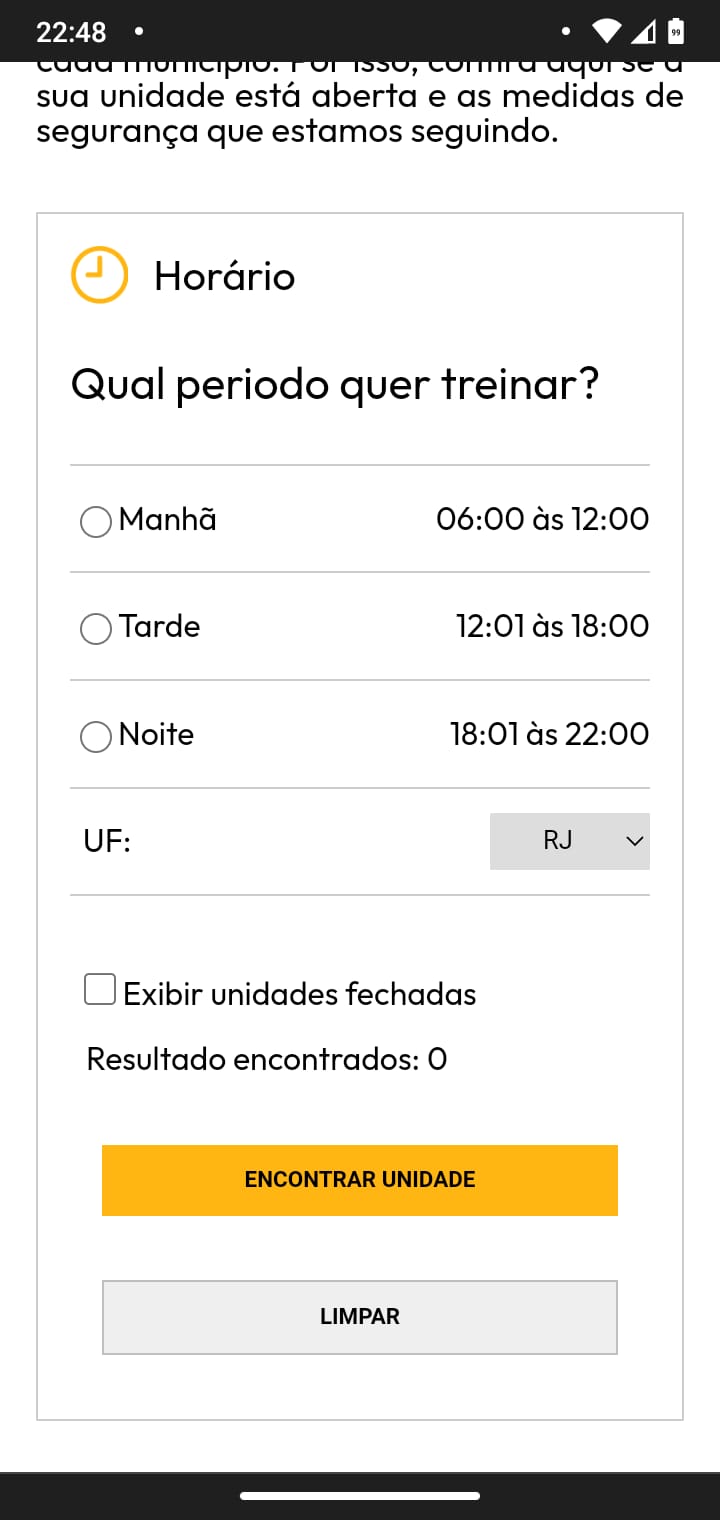 22:48
99
sua unidade está aberta e as medidas de
segurança que estamos seguindo.
Horário
Qual periodo quer treinar?
Manhã 06:00 às 12:00
Tarde 12:01 às 18:00
Noite 18:01 às 22:00
UF: RJ
Exibir unidades fechadas
Resultado encontrados: 0
ENCONTRAR UNIDADE
LIMPAR